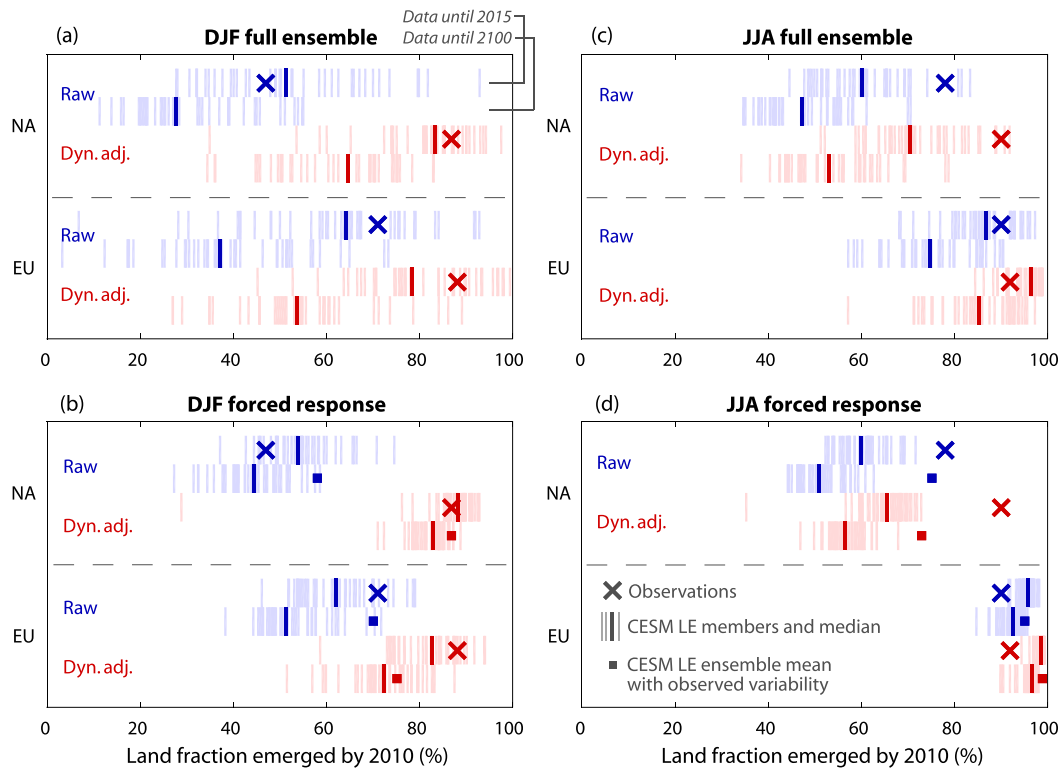 Data until 2015
Data until 2100
(a)
DJF full ensemble
Raw
NA
Dyn. adj.
Raw
EU
Dyn. adj.
0 20 40 60 80 100
(c)
JJA full ensemble
Raw
NA
Dyn. adj.
Raw
EU
Dyn. adj.
0 20 40 60 80 100
(b)
DJF forced response
Raw
NA
Dyn. adj.
Raw
EU
Dyn. adj.
0 20 40 60 80 100
Land fraction emerged by 2010 (%)
(d)
JJA forced response
Raw
NA
Dyn. adj.
Observations
EU
CESM LE members and median
CESM LE ensemble mean
with observed variability
0 20 40 60 80 100
Land fraction emerged by 2010 (%)